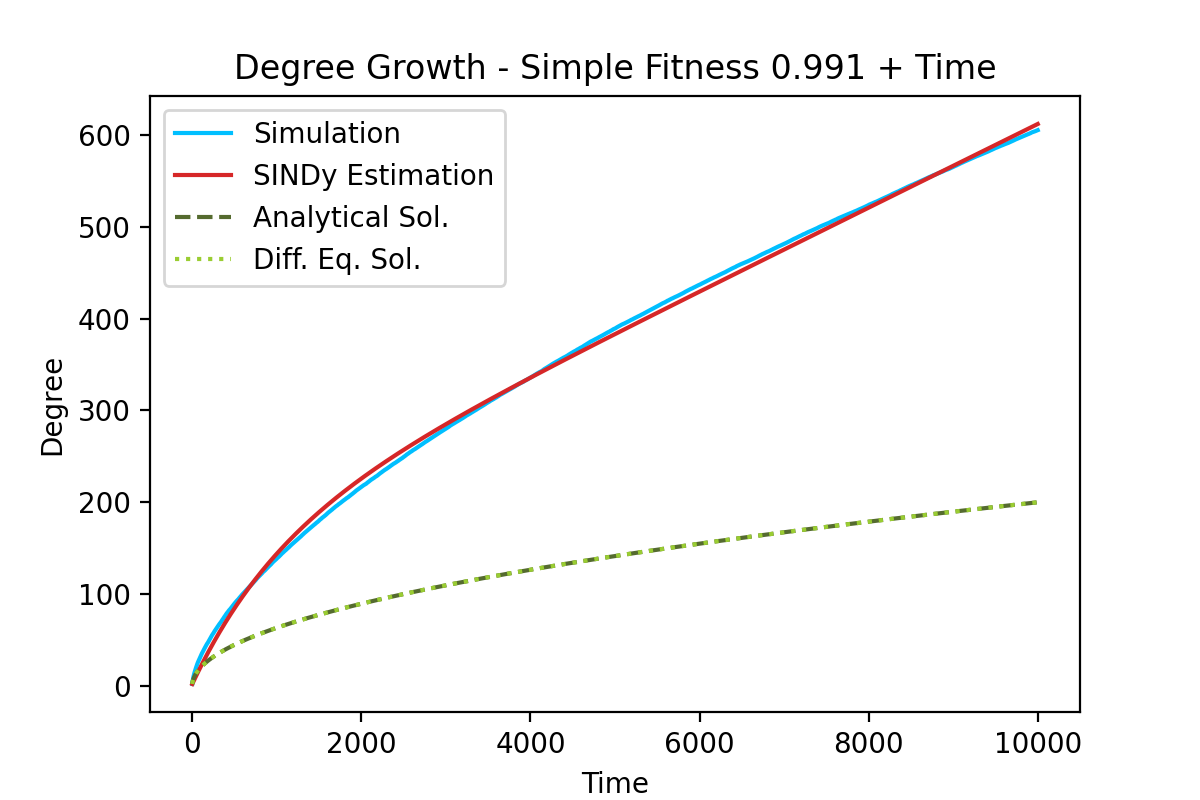 Degree Growth - Simple Fitness 0.991 + Time
Simulation
SINDy Estimation
Analytical Sol.
Diff. Eq. Sol.
600
500
400
300
200
100
0
Degree
0 2000 4000 6000 8000 10000
Time